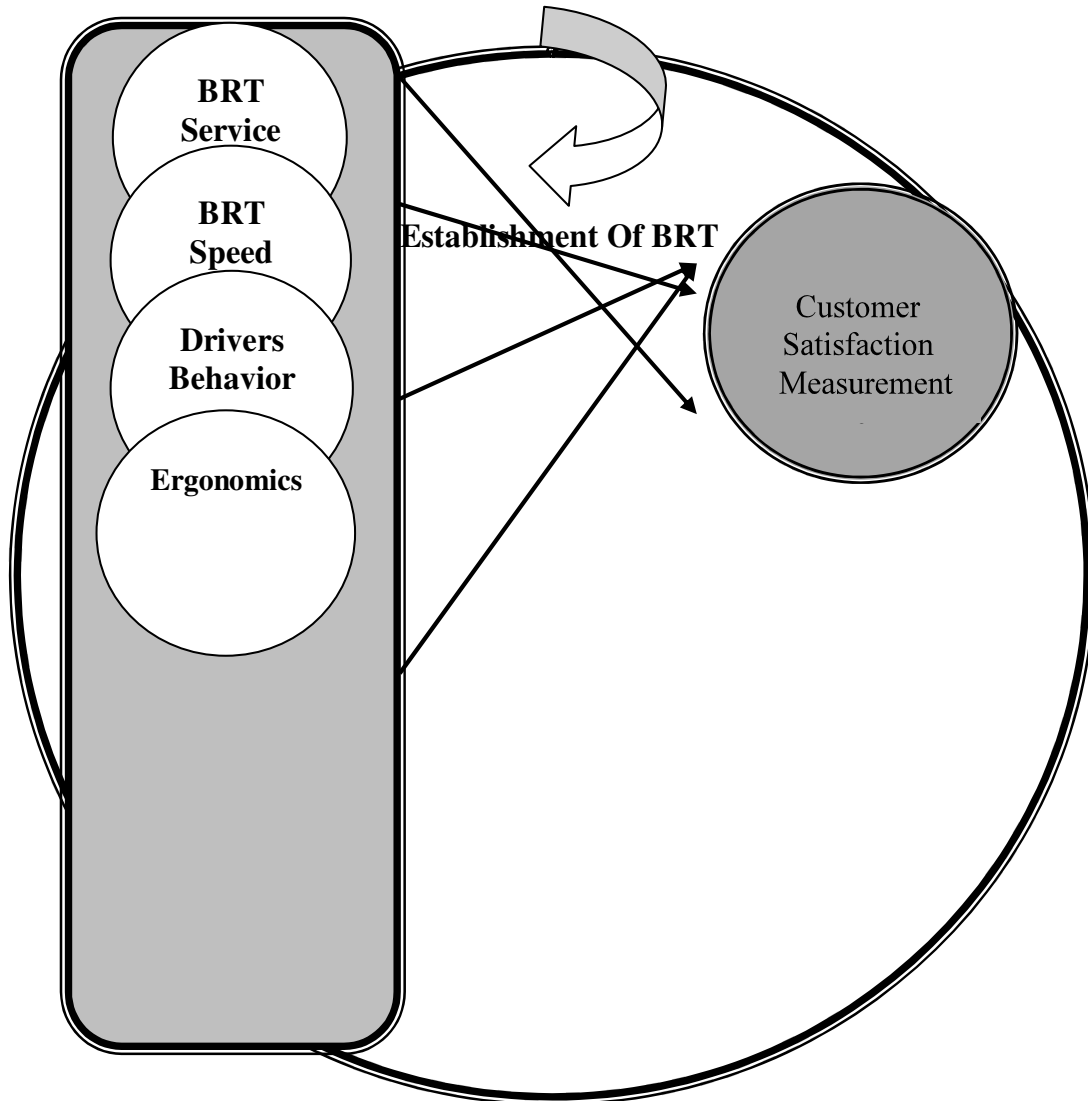 BRT
Service
BRT
Speed
Establishment Of BRT
Drivers
Behavior
Ergonomics
Customer
Satisfaction
Measurement